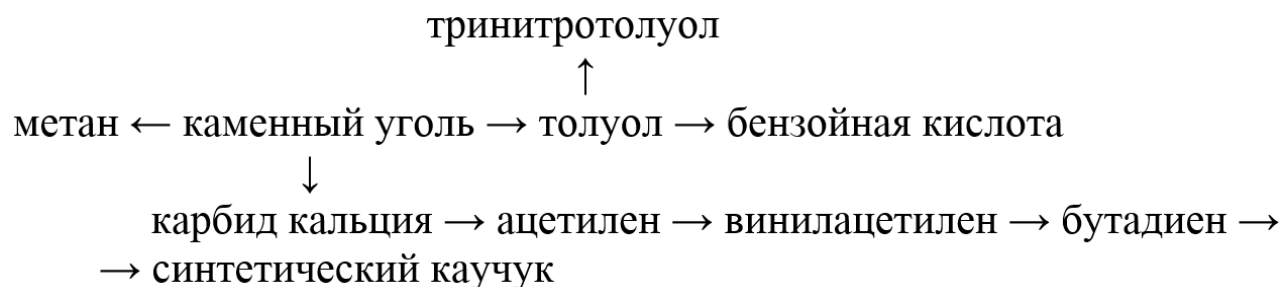 тринитротолуол
↑
метан ← каменный уголь → толуол → бензойная кислота
↓
карбид кальция → ацетилен → винилацетилен → бутадиен →
→ синтетический каучук